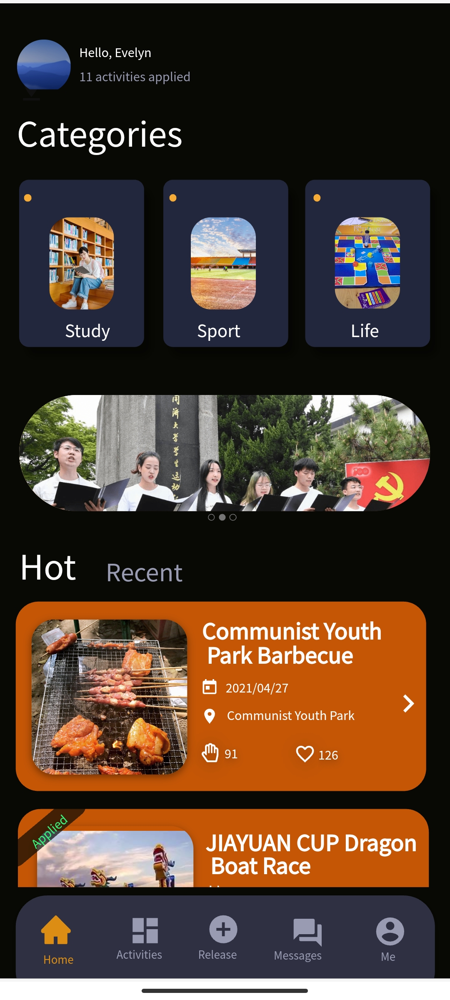 Hello, Evelyn
11 activities applied
Categories
Study
Sport
Life
同济大学学生运动
100
Hot
Recent
Communist Youth
Park Barbecue
2021/04/27
Communist Youth Park
91
126
Applied
JIAYUAN CUP Dragon
Boat Race
Home
Activities
Release
Messages
Me